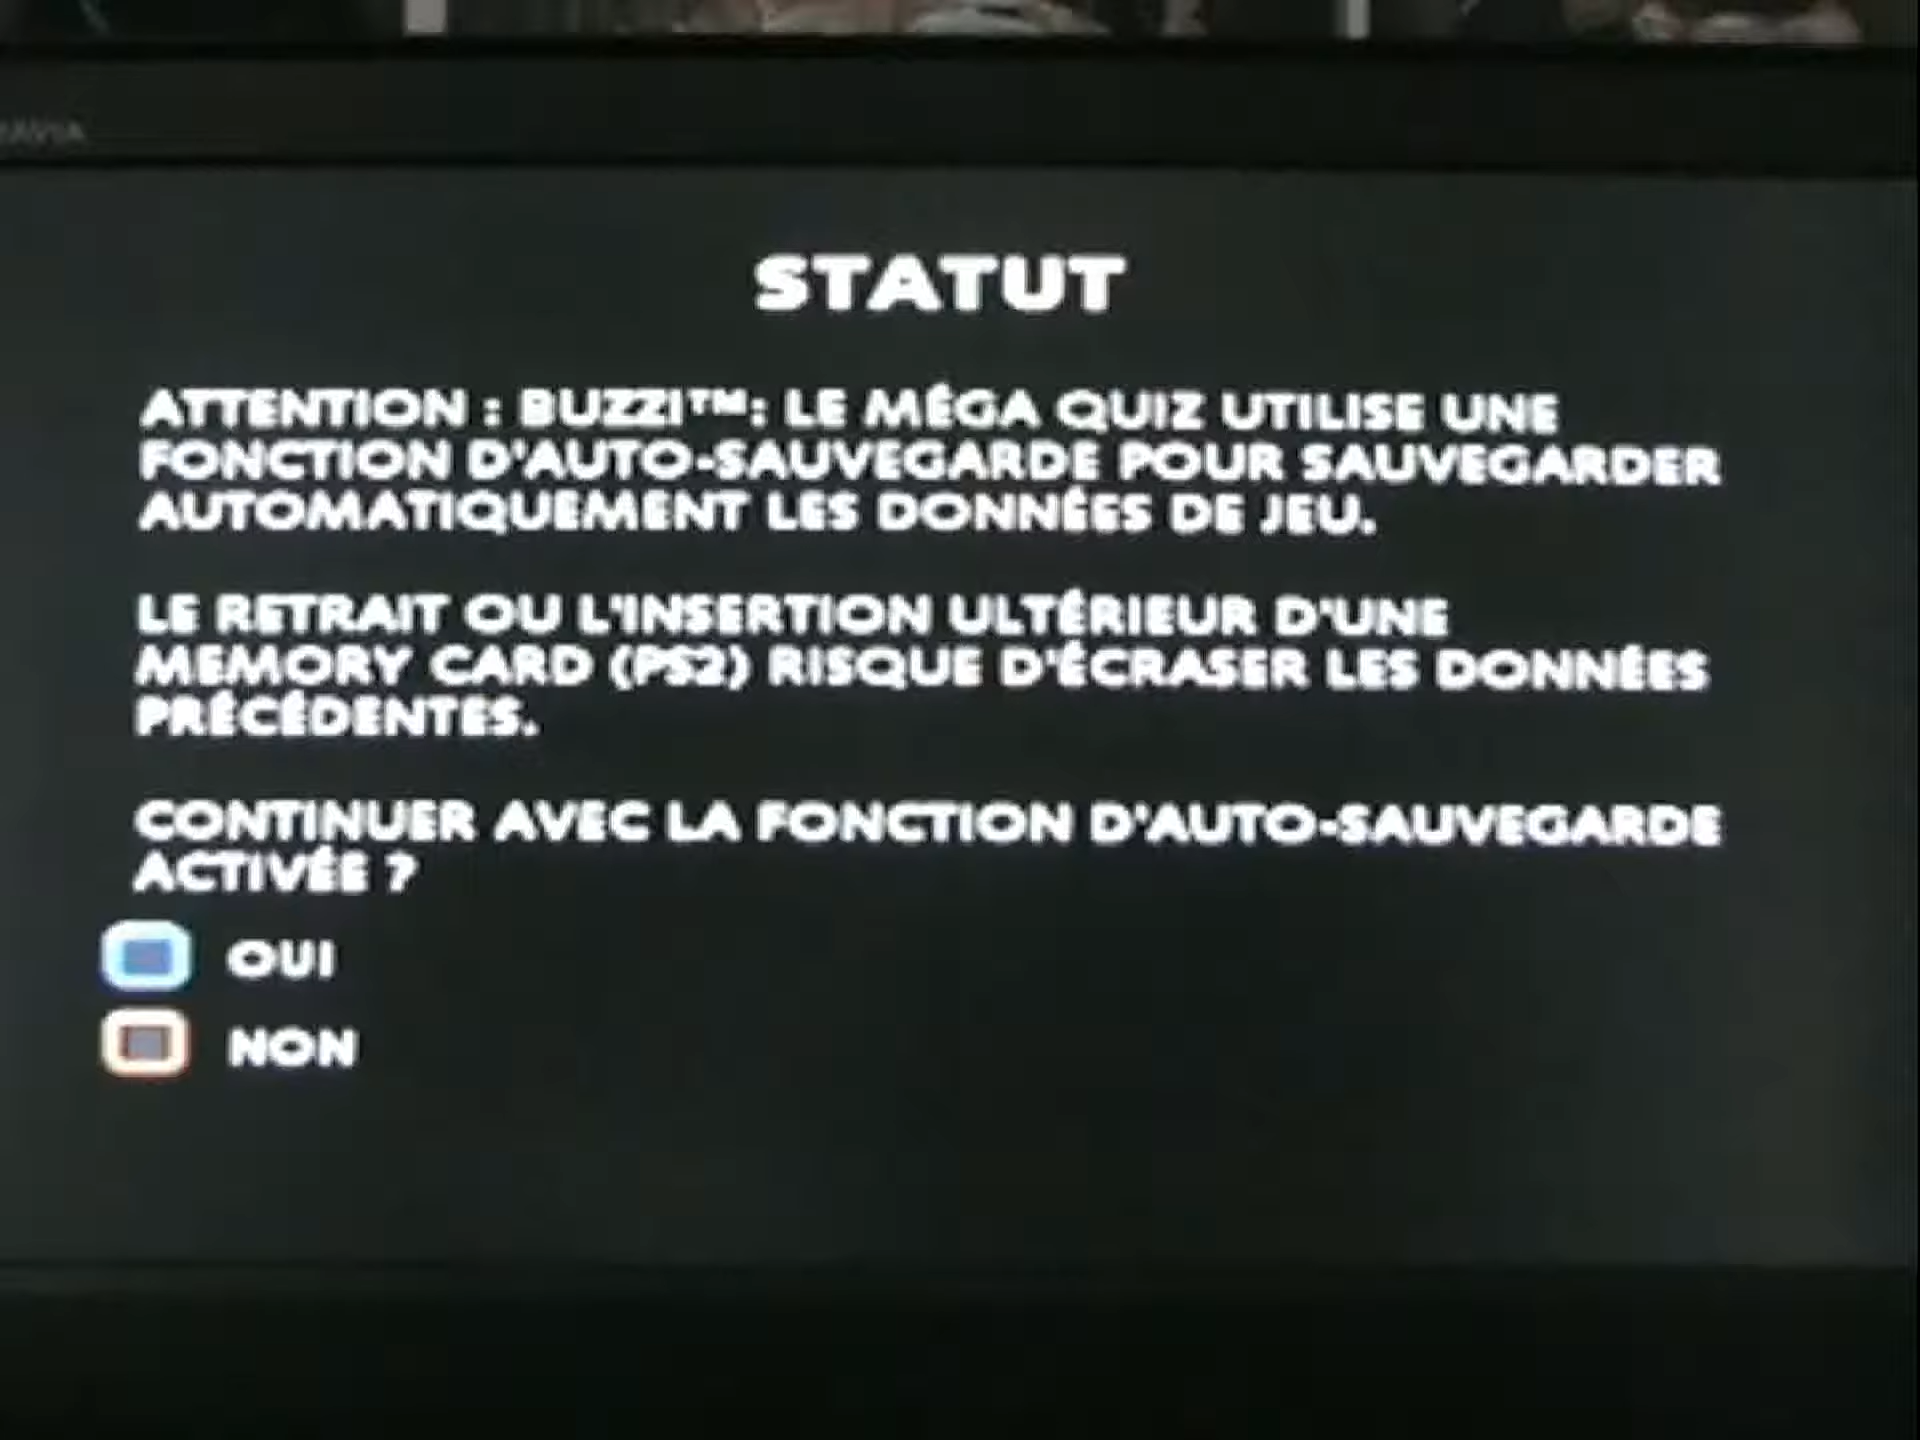 STATUT
ATTENTION : BUZZ!™: LE MÉGA QUIZ UTILISE UNE
FONCTION D'AUTO-SAUVEGARDE POUR SAUVEGARDER
AUTOMATIQUEMENT LES DONNÉES DE JEU.
LE RETRAIT OU L'INSERTION ULTÉRIEUR D'UNE
MEMORY CARD (PS2) RISQUE D'ÉCRASER LES DONNÉES
PRÉCÉDENTES.
CONTINUER AVEC LA FONCTION D'AUTO-SAUVEGARDE
ACTIVÉE ?
OUI
NON